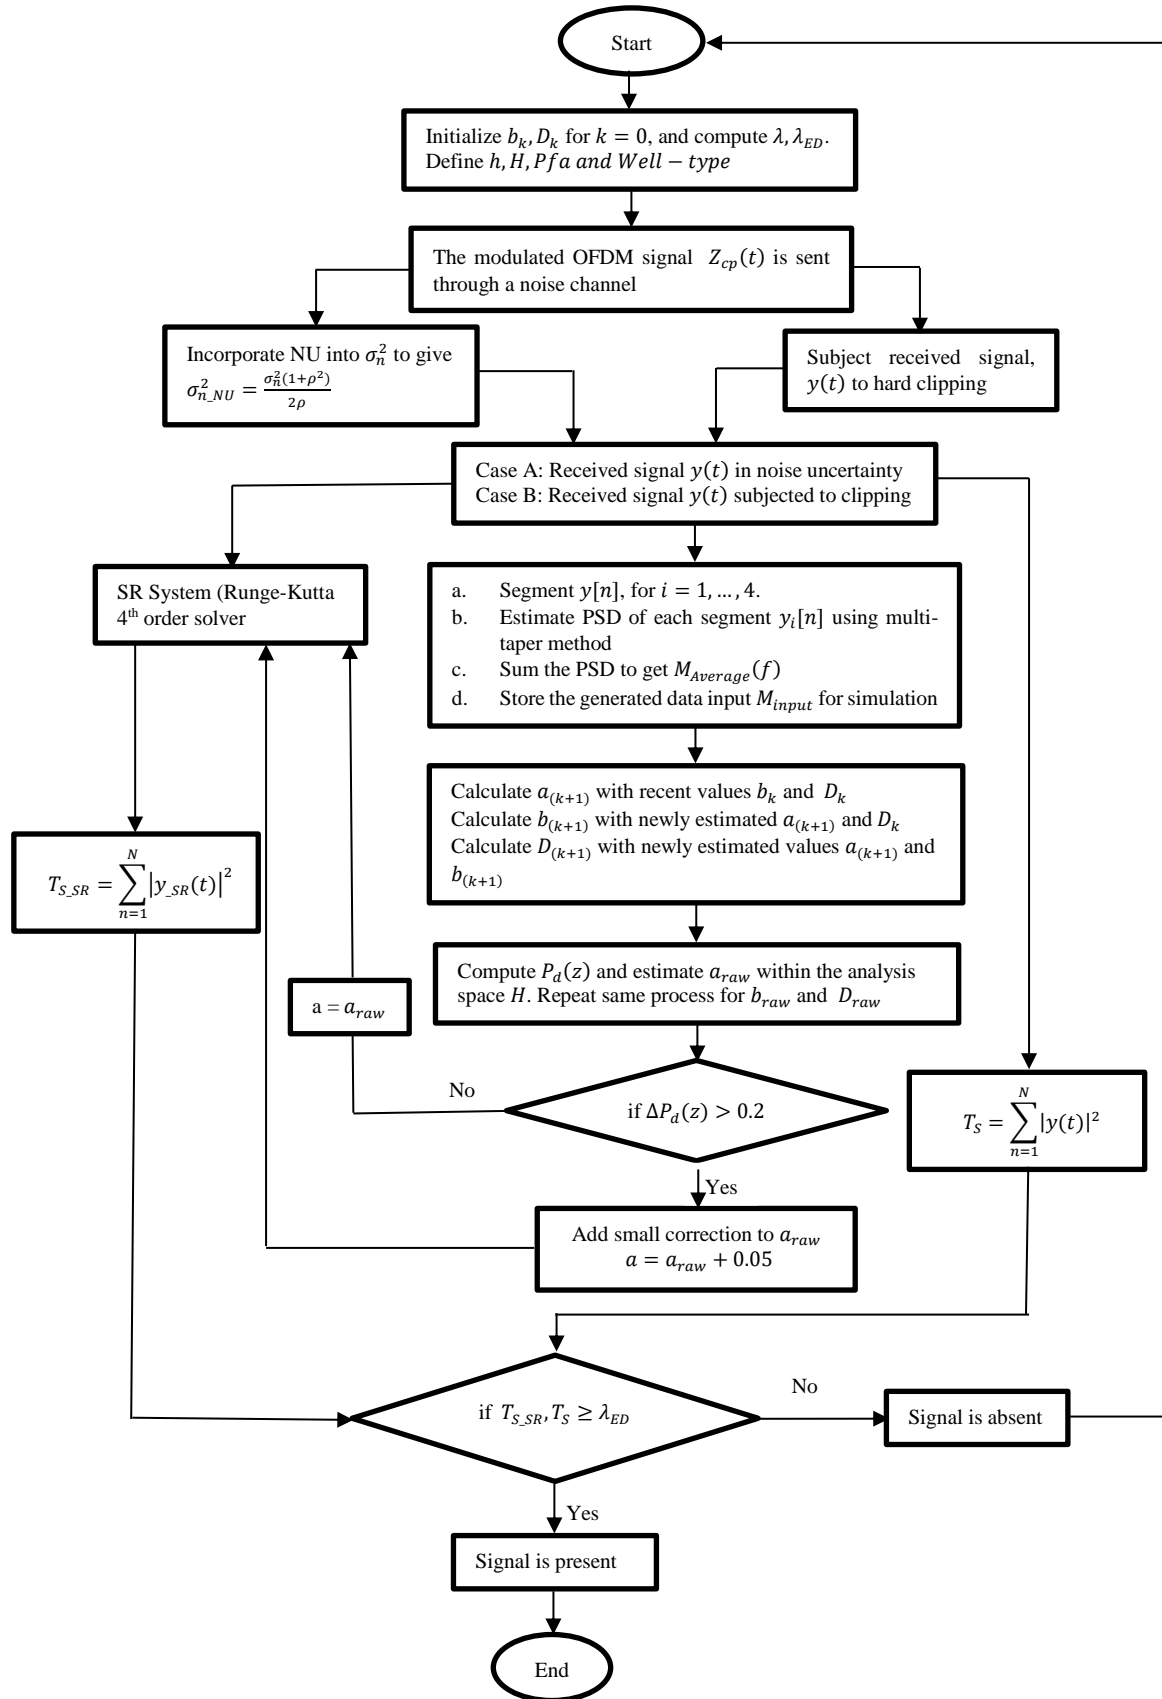 Start
Initialize b_k, D_k for k = 0, and compute λ, λ_ED.
Define h, H, Pfa and Well − type
The modulated OFDM signal Z_cp(t) is sent
through a noise channel
Incorporate NU into σ_n^2 to give
σ_{n_NU}^2 = σ_n^2(1+ρ^2) / 2ρ
Subject received signal,
y(t) to hard clipping
Case A: Received signal y(t) in noise uncertainty
Case B: Received signal y(t) subjected to clipping
SR System (Runge-Kutta
4th order solver
a. Segment y[n], for i = 1, … , 4.
b. Estimate PSD of each segment y_i[n] using multi-
taper method
c. Sum the PSD to get M_Average(f)
d. Store the generated data input M_input for simulation
Calculate a_(k+1) with recent values b_k and D_k
Calculate b_(k+1) with newly estimated a_(k+1) and D_k
Calculate D_(k+1) with newly estimated values a_(k+1) and
b_(k+1)
T_{S_SR} = ∑_{n=1}^{N} |y_{_SR}(t)|^2
Compute P_d(z) and estimate a_raw within the analysis
space H. Repeat same process for b_raw and D_raw
a = a_raw
No
if ΔP_d(z) > 0.2
T_S = ∑_{n=1}^{N} |y(t)|^2
Yes
Add small correction to a_raw
a = a_raw + 0.05
if T_{S_SR}, T_S ≥ λ_ED
No
Signal is absent
Yes
Signal is present
End